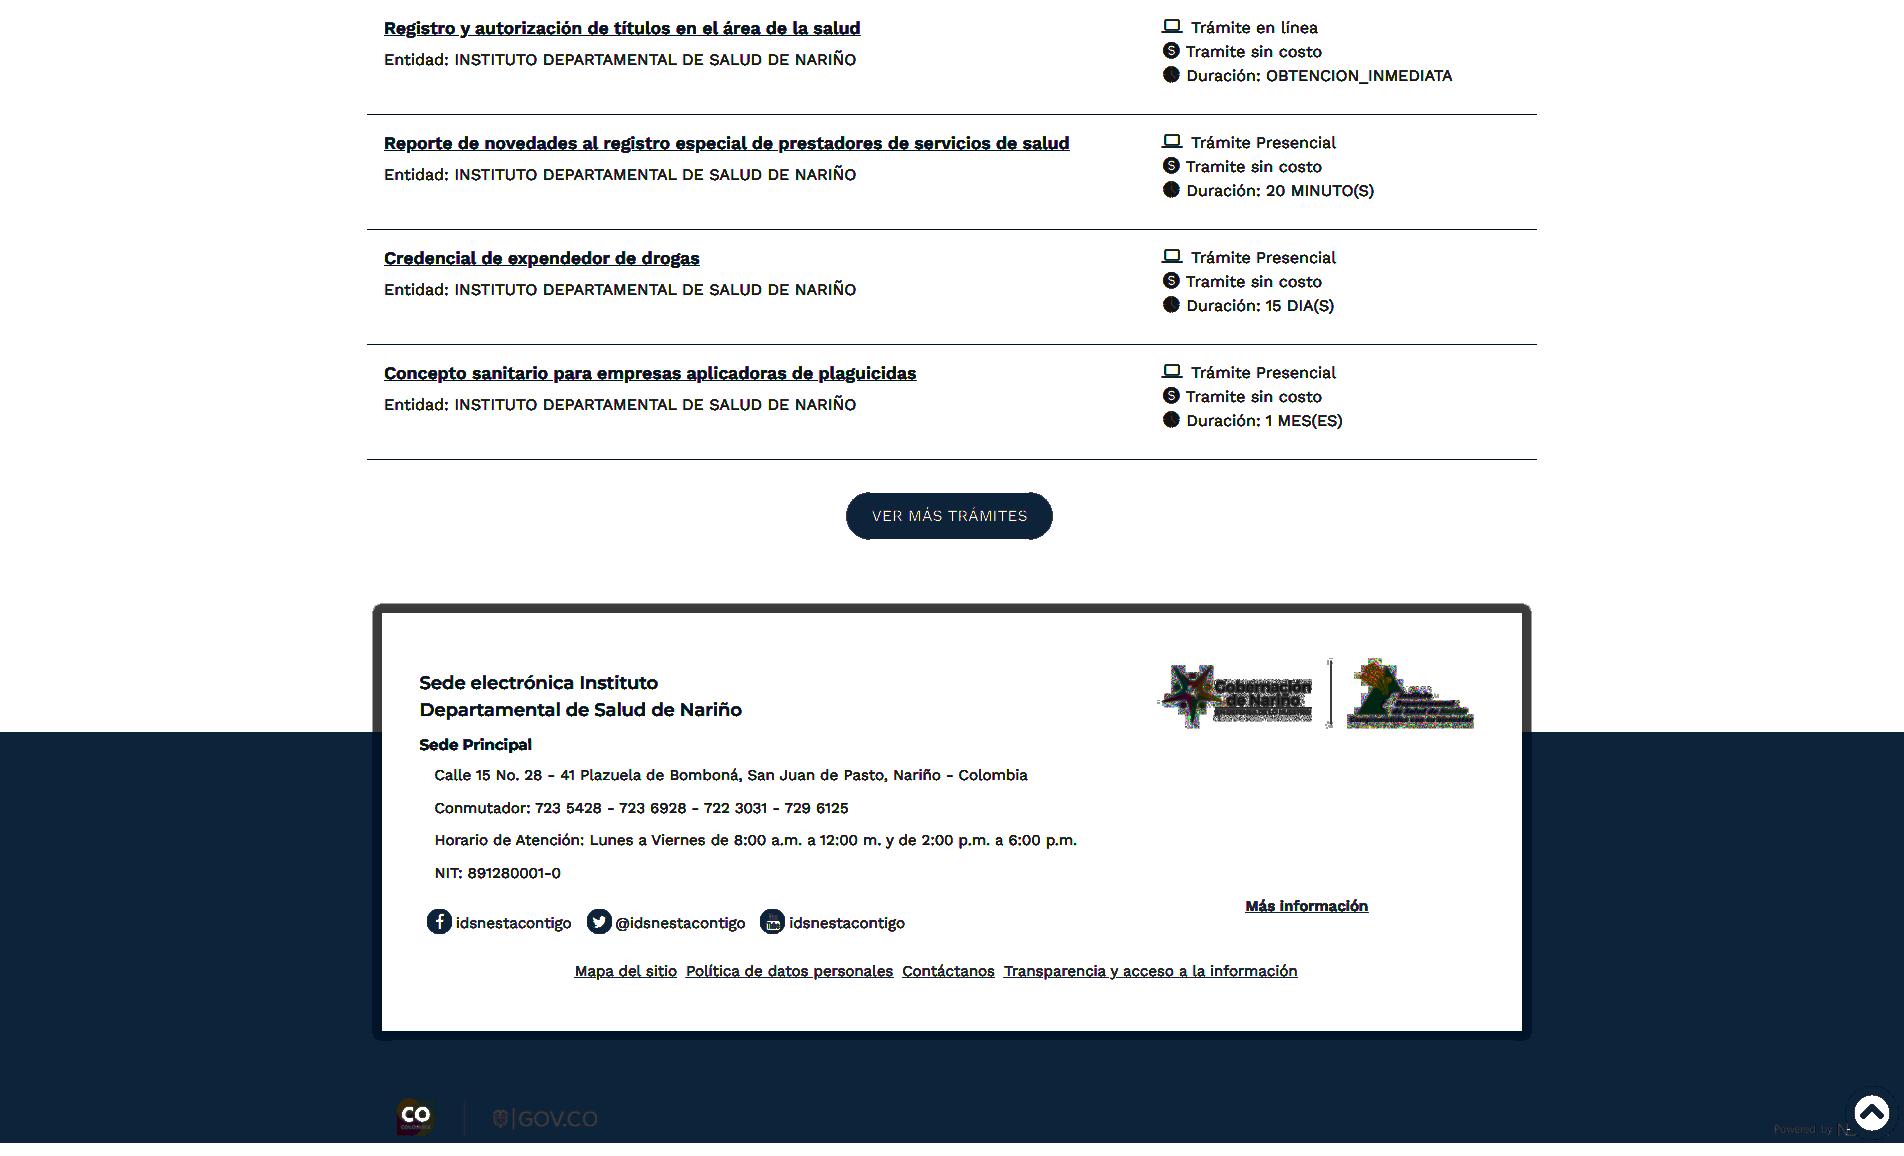 Registro y autorización de títulos en el área de la salud
Entidad: INSTITUTO DEPARTAMENTAL DE SALUD DE NARIÑO
Trámite en línea
Tramite sin costo
Duración: OBTENCION_INMEDIATA
Reporte de novedades al registro especial de prestadores de servicios de salud
Entidad: INSTITUTO DEPARTAMENTAL DE SALUD DE NARIÑO
Trámite Presencial
Tramite sin costo
Duración: 20 MINUTO(S)
Credencial de expendedor de drogas
Entidad: INSTITUTO DEPARTAMENTAL DE SALUD DE NARIÑO
Trámite Presencial
Tramite sin costo
Duración: 15 DIA(S)
Concepto sanitario para empresas aplicadoras de plaguicidas
Entidad: INSTITUTO DEPARTAMENTAL DE SALUD DE NARIÑO
Trámite Presencial
Tramite sin costo
Duración: 1 MES(ES)
VER MÁS TRÁMITES
Sede electrónica Instituto
Departamental de Salud de Nariño
Gobernación
de Nariño
Sede Principal
Calle 15 No. 28 - 41 Plazuela de Bomboná, San Juan de Pasto, Nariño - Colombia
Conmutador: 723 5428 - 723 6928 - 722 3031 - 729 6125
Horario de Atención: Lunes a Viernes de 8:00 a.m. a 12:00 m. y de 2:00 p.m. a 6:00 p.m.
NIT: 891280001-0
Más información
idsnestacontigo @idsnestacontigo idsnestacontigo
Mapa del sitio Política de datos personales Contáctanos Transparencia y acceso a la información
CO
COLOMBIA
GOV.CO
Powered by